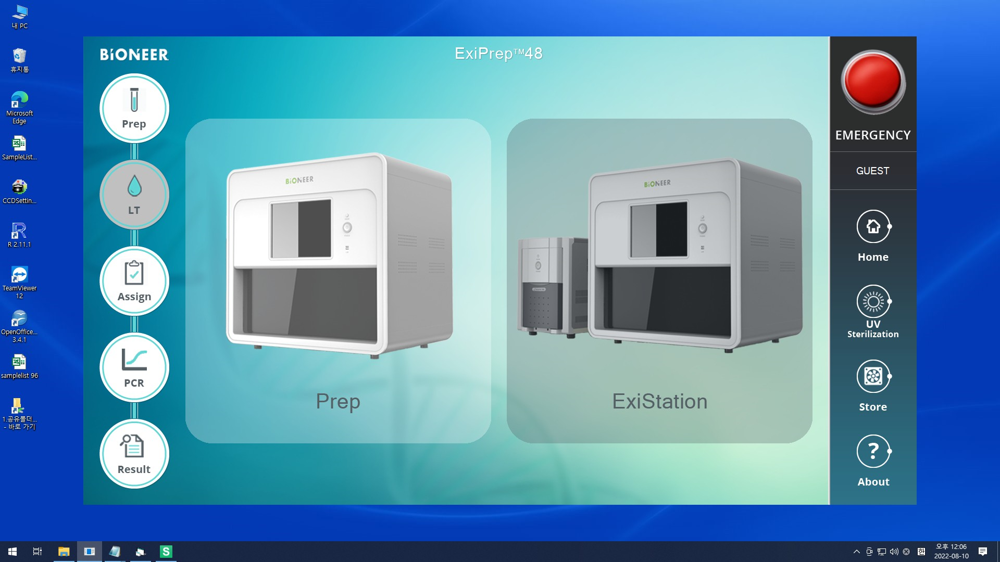 내 PC
휴지통
Microsoft
Edge
SampleList...
CCDSettin...
R 2.11.1
TeamViewer
12
OpenOffice...
3.4.1
samplelist 96
1.공유폴더...
- 바로 가기
BiONEER
ExiPrep™48
Prep
LT
Assign
PCR
Result
BiONEER
Prep
BiONEER
ExiStation
EMERGENCY
GUEST
Home
UV
Sterilization
Store
?
About
S
한
오후 12:06
2022-08-10